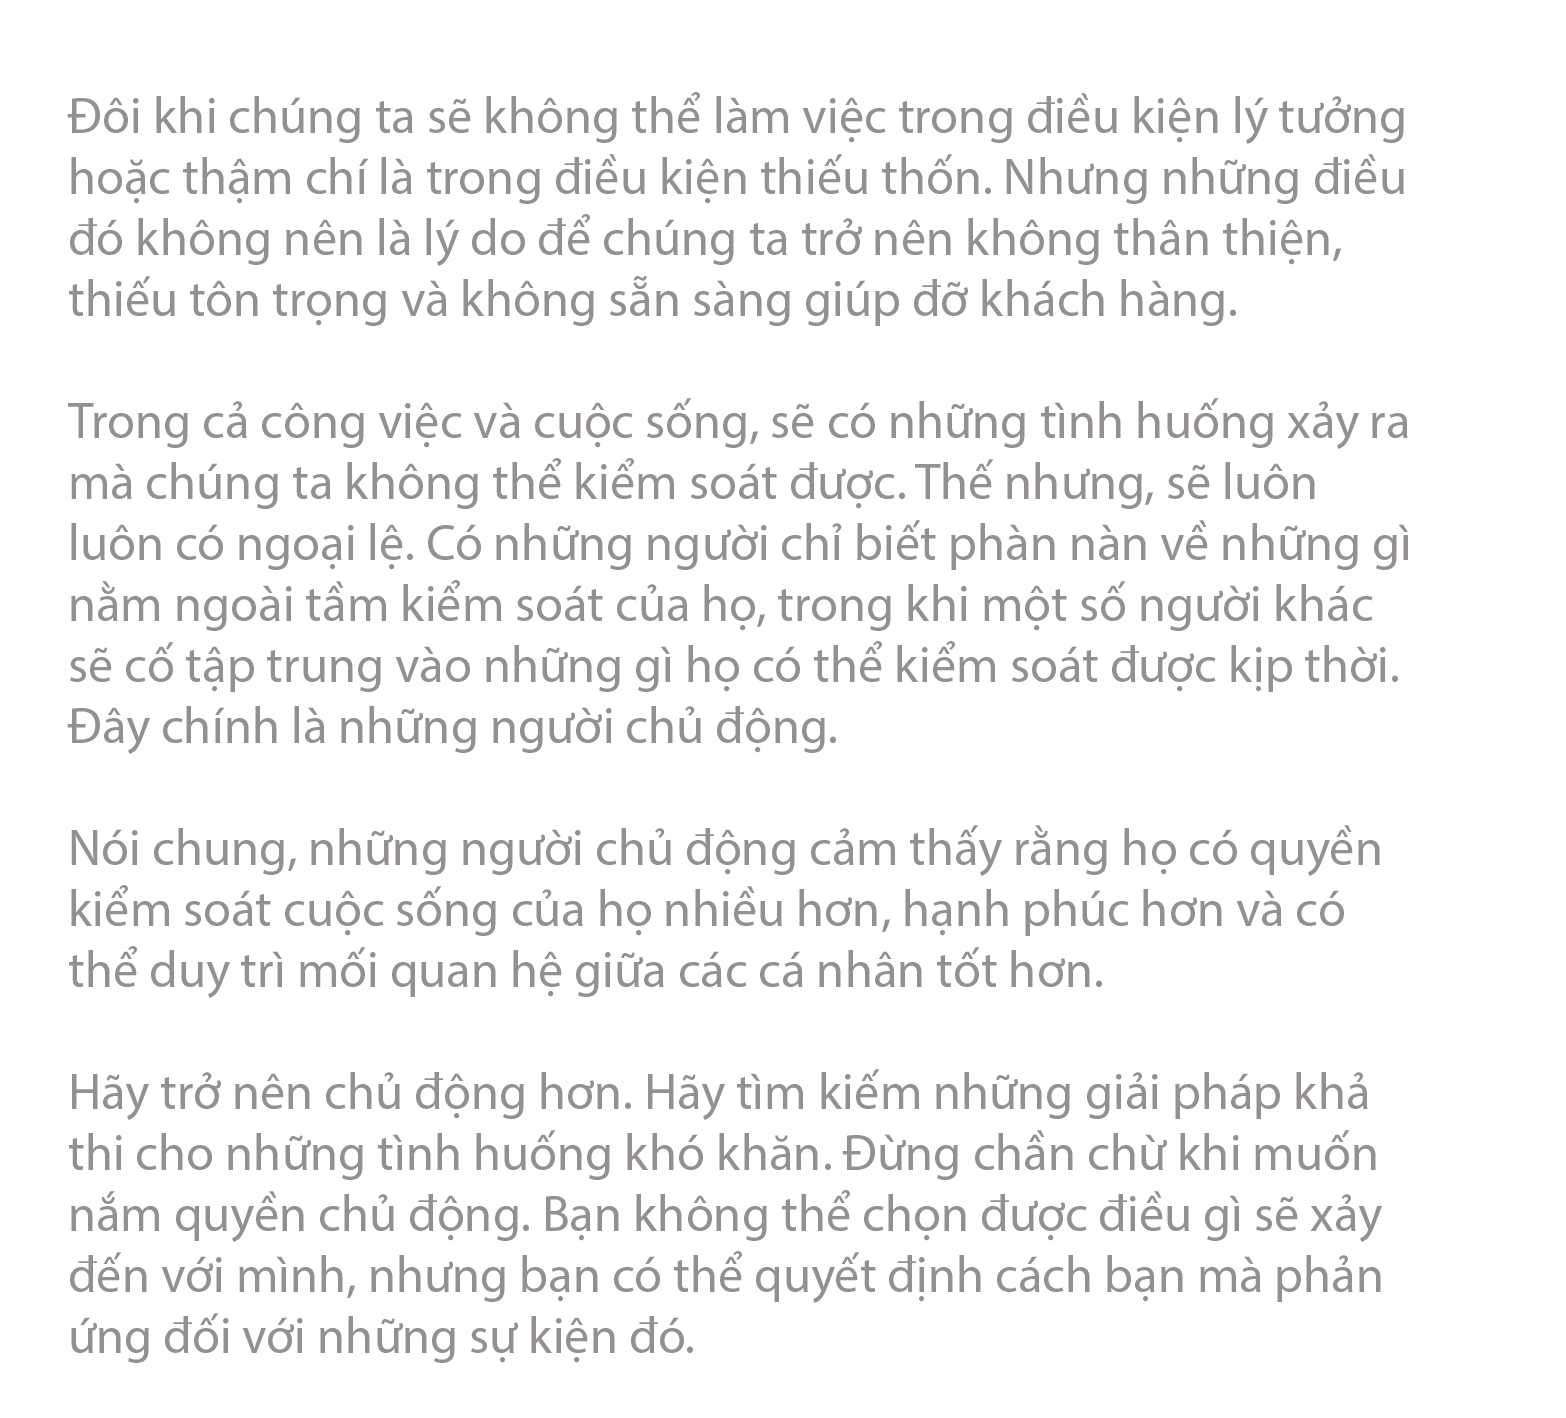 Đôi khi chúng ta sẽ không thể làm việc trong điều kiện lý tưởng
hoặc thậm chí là trong điều kiện thiếu thốn. Nhưng những điều
đó không nên là lý do để chúng ta trở nên không thân thiện,
thiếu tôn trọng và không sẵn sàng giúp đỡ khách hàng.
Trong cả công việc và cuộc sống, sẽ có những tình huống xảy ra
mà chúng ta không thể kiểm soát được. Thế nhưng, sẽ luôn
luôn có ngoại lệ. Có những người chỉ biết phàn nàn về những gì
nằm ngoài tầm kiểm soát của họ, trong khi một số người khác
sẽ cố tập trung vào những gì họ có thể kiểm soát được kịp thời.
Đây chính là những người chủ động.
Nói chung, những người chủ động cảm thấy rằng họ có quyền
kiểm soát cuộc sống của họ nhiều hơn, hạnh phúc hơn và có
thể duy trì mối quan hệ giữa các cá nhân tốt hơn.
Hãy trở nên chủ động hơn. Hãy tìm kiếm những giải pháp khả
thi cho những tình huống khó khăn. Đừng chần chừ khi muốn
nắm quyền chủ động. Bạn không thể chọn được điều gì sẽ xảy
đến với mình, nhưng bạn có thể quyết định cách bạn mà phản
ứng đối với những sự kiện đó.